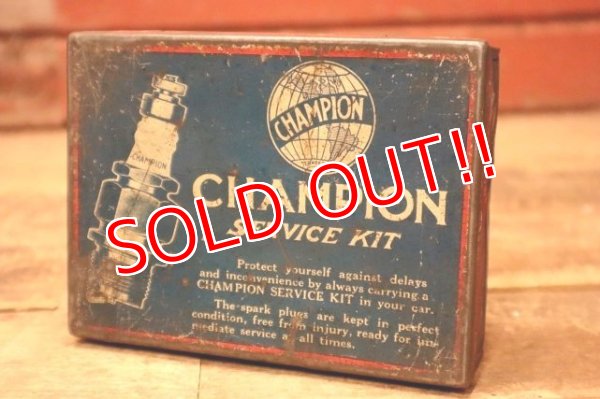 CHAMPION
CHAMPION
CHAMPION
SERVICE KIT
SOLD OUT!!
Protect yourself against delays
and inconvenience by always carrying a
CHAMPION SERVICE KIT in your car.
The spark plugs are kept in perfect
condition, free from injury, ready for im-
mediate service at all times.